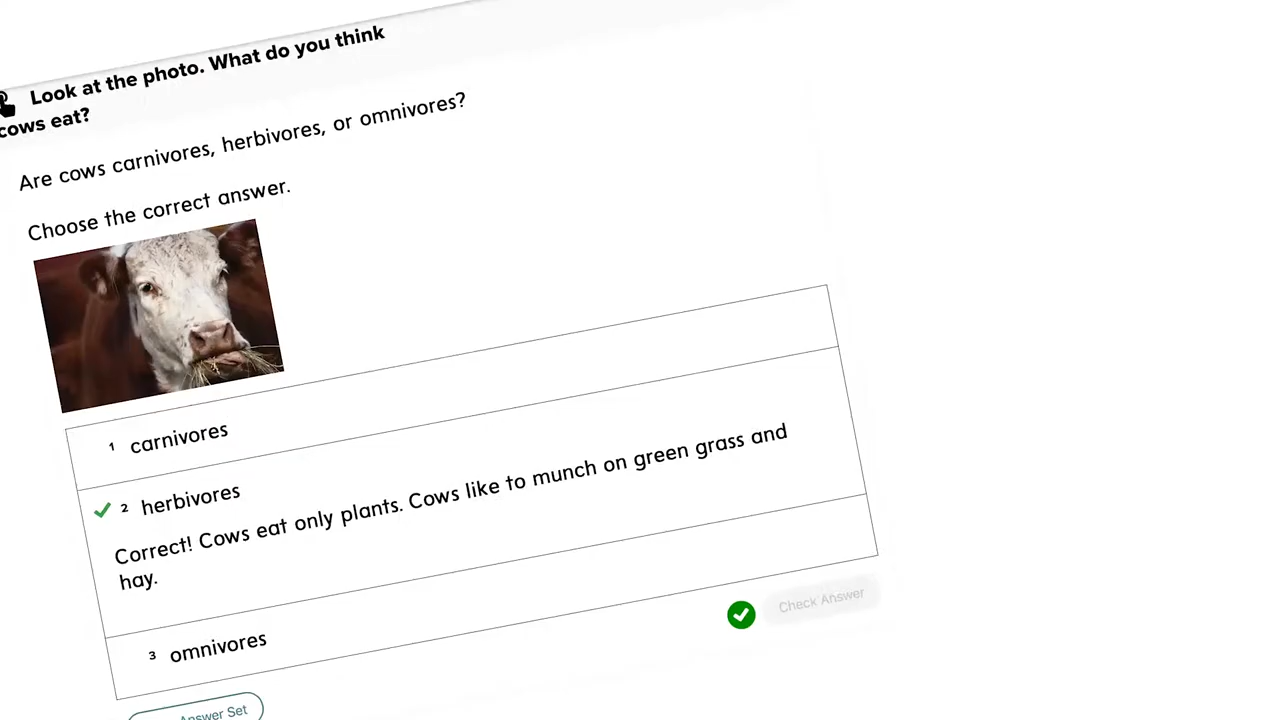 Look at the photo. What do you think
cows eat?
Are cows carnivores, herbivores, or omnivores?
Choose the correct answer.
1 carnivores
2 herbivores
Correct! Cows eat only plants. Cows like to munch on green grass and
hay.
3 omnivores
Check Answer
Answer Set